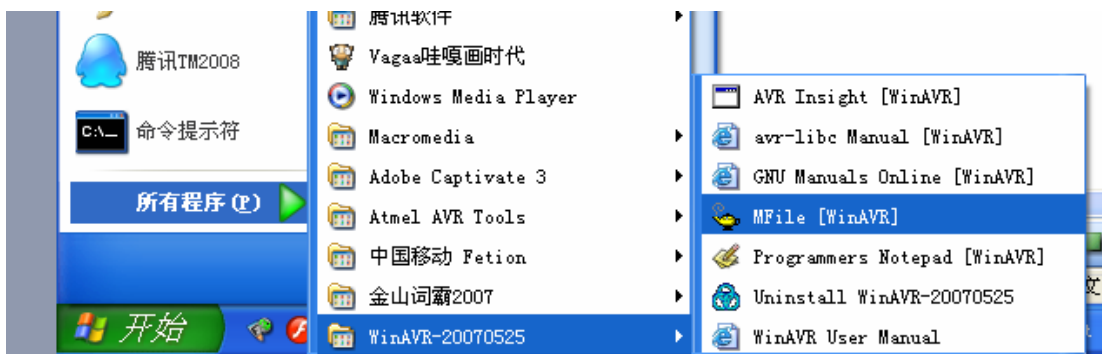 腾讯TM2008
C:\_
命令提示符
所有程序(P)
开始
腾讯软件
Vagaa哇嘎画时代
Windows Media Player
Macromedia
Adobe Captivate 3
Atmel AVR Tools
中国移动 Fetion
金山词霸2007
WinAVR-20070525
AVR Insight [WinAVR]
avr-libc Manual [WinAVR]
GNU Manuals Online [WinAVR]
MFile [WinAVR]
Programmers Notepad [WinAVR]
Uninstall WinAVR-20070525
WinAVR User Manual
文